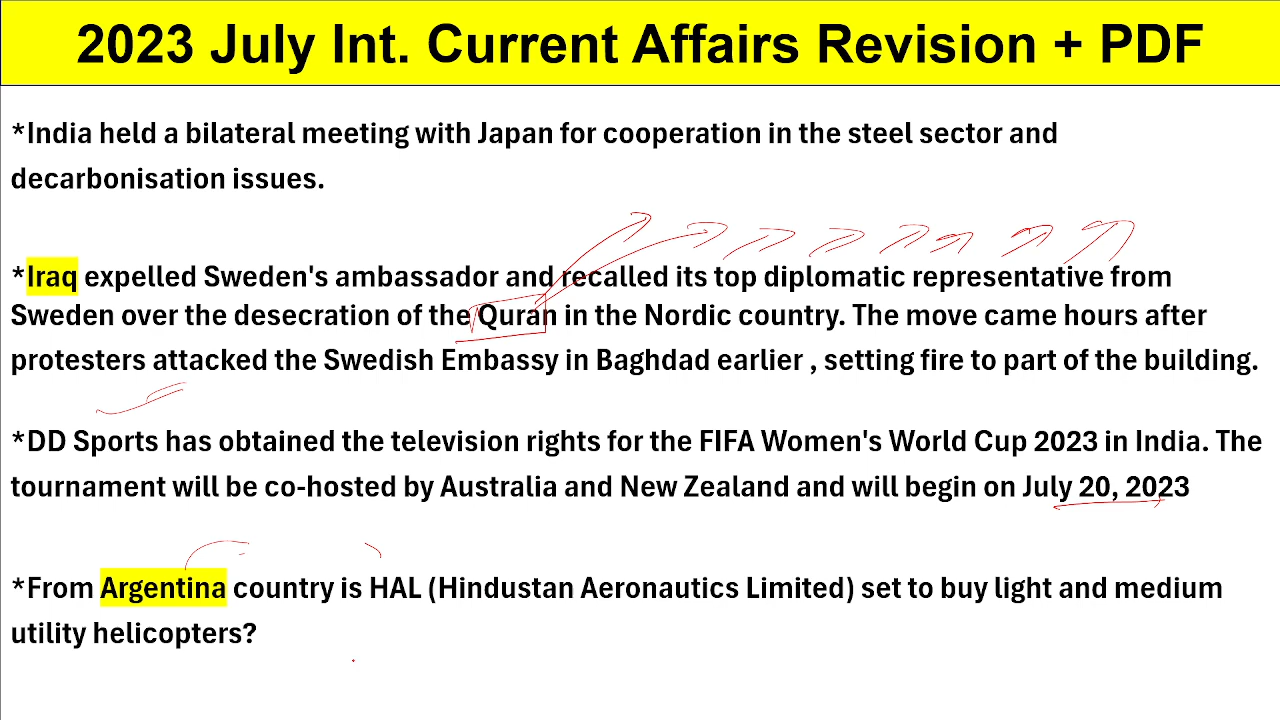 2023 July Int. Current Affairs Revision + PDF
*India held a bilateral meeting with Japan for cooperation in the steel sector and
decarbonisation issues.
*Iraq expelled Sweden's ambassador and recalled its top diplomatic representative from
Sweden over the desecration of the Quran in the Nordic country. The move came hours after
protesters attacked the Swedish Embassy in Baghdad earlier , setting fire to part of the building.
*DD Sports has obtained the television rights for the FIFA Women's World Cup 2023 in India. The
tournament will be co-hosted by Australia and New Zealand and will begin on July 20, 2023
*From Argentina country is HAL (Hindustan Aeronautics Limited) set to buy light and medium
utility helicopters?